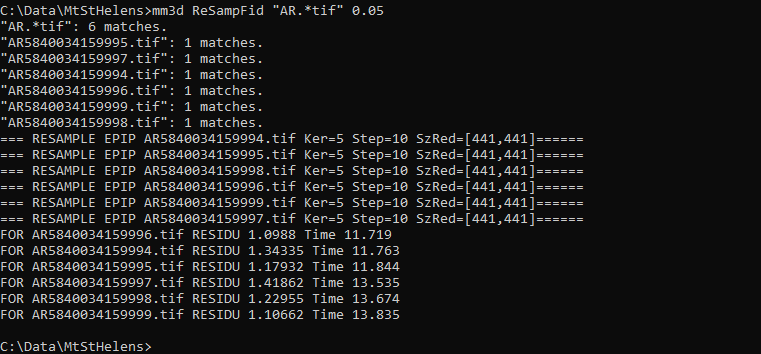 C:\Data\MtStHelens>mm3d ReSampFid "AR.*tif" 0.05
"AR.*tif": 6 matches.
"AR5840034159995.tif": 1 matches.
"AR5840034159997.tif": 1 matches.
"AR5840034159994.tif": 1 matches.
"AR5840034159996.tif": 1 matches.
"AR5840034159999.tif": 1 matches.
"AR5840034159998.tif": 1 matches.
=== RESAMPLE EPIP AR5840034159994.tif Ker=5 Step=10 SzRed=[441,441]======
=== RESAMPLE EPIP AR5840034159995.tif Ker=5 Step=10 SzRed=[441,441]======
=== RESAMPLE EPIP AR5840034159998.tif Ker=5 Step=10 SzRed=[441,441]======
=== RESAMPLE EPIP AR5840034159996.tif Ker=5 Step=10 SzRed=[441,441]======
=== RESAMPLE EPIP AR5840034159999.tif Ker=5 Step=10 SzRed=[441,441]======
=== RESAMPLE EPIP AR5840034159997.tif Ker=5 Step=10 SzRed=[441,441]======
FOR AR5840034159996.tif RESIDU 1.0988 Time 11.719
FOR AR5840034159994.tif RESIDU 1.34335 Time 11.763
FOR AR5840034159995.tif RESIDU 1.17932 Time 11.844
FOR AR5840034159997.tif RESIDU 1.41862 Time 13.535
FOR AR5840034159998.tif RESIDU 1.22955 Time 13.674
FOR AR5840034159999.tif RESIDU 1.10662 Time 13.835
C:\Data\MtStHelens>